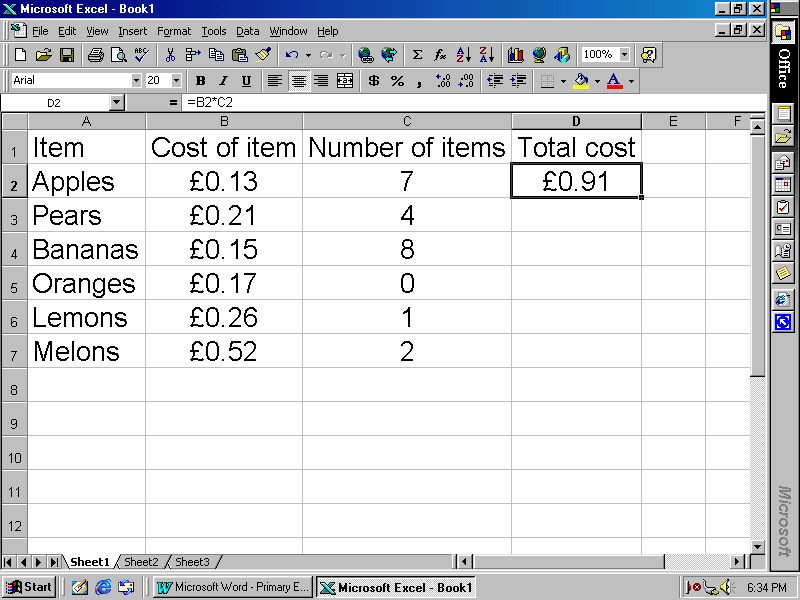 Microsoft Excel - Book1
File Edit View Insert Format Tools Data Window Help
100%
Arial 20 B I U $ % ,
D2 = =B2*C2
A B C D E F
1 Item Cost of item Number of items Total cost
2 Apples £0.13 7 £0.91
3 Pears £0.21 4
4 Bananas £0.15 8
5 Oranges £0.17 0
6 Lemons £0.26 1
7 Melons £0.52 2
8
9
10
11
12
Sheet1 Sheet2 Sheet3
Start Microsoft Word - Primary E... Microsoft Excel - Book1 6:34 PM
Office
Microsoft